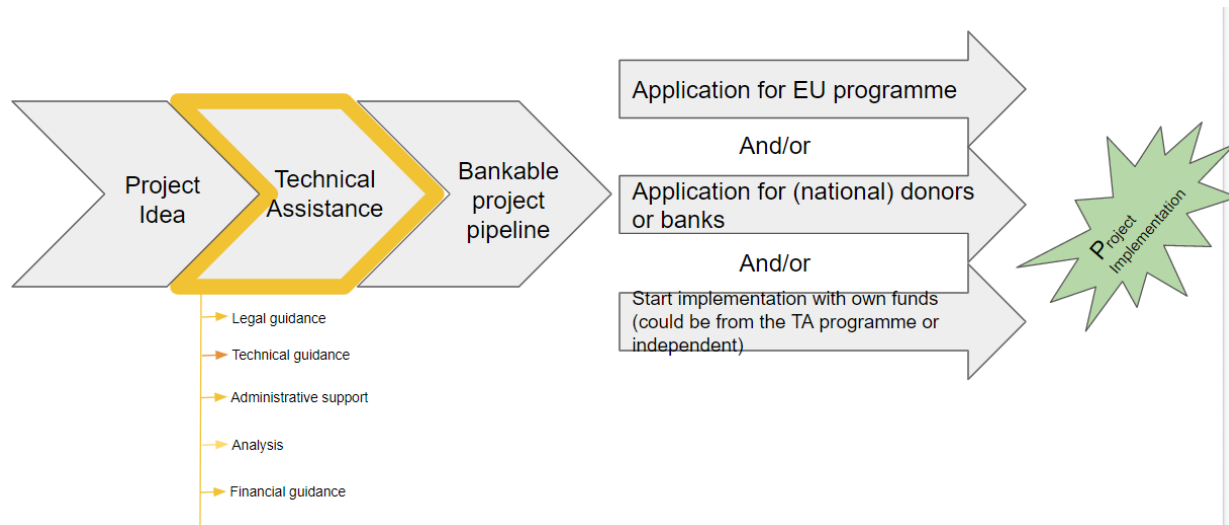 Project
Idea
Technical
Assistance
Bankable
project
pipeline
Legal guidance
Technical guidance
Administrative support
Analysis
Financial guidance
Application for EU programme
And/or
Application for (national) donors
or banks
And/or
Start implementation with own funds
(could be from the TA programme or
independent)
Project
Implementation